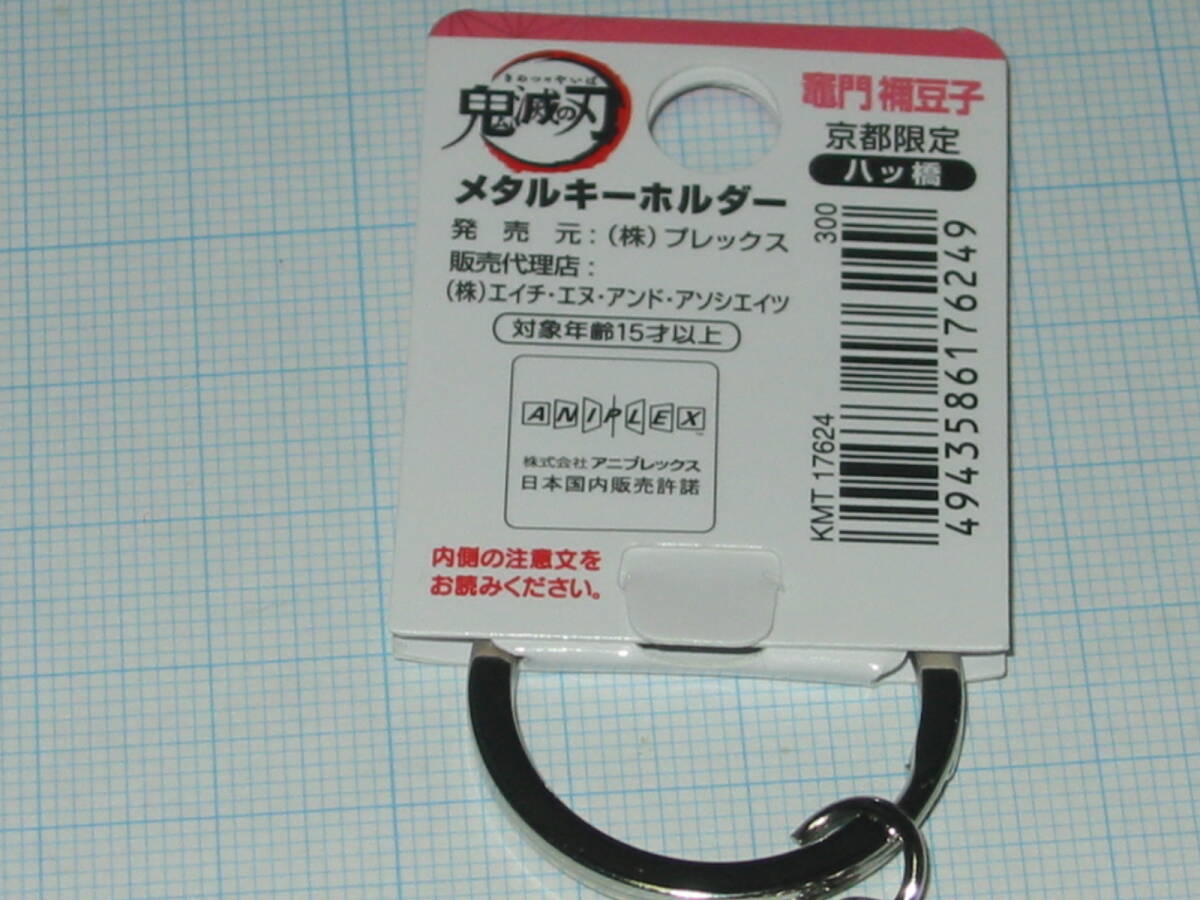 きめつのやいば
鬼滅の刃
メタルキーホルダー
発売元:(株)プレックス
販売代理店:
(株)エイチ・エヌ・アンド・アソシエイツ
対象年齢15才以上
ANIPLEX™
株式会社 アニプレックス
日本国内販売許諾
内側の注意文を
お読みください。
竈門 禰豆子
京都限定
八ッ橋
300
KMT 17624
4943586176249